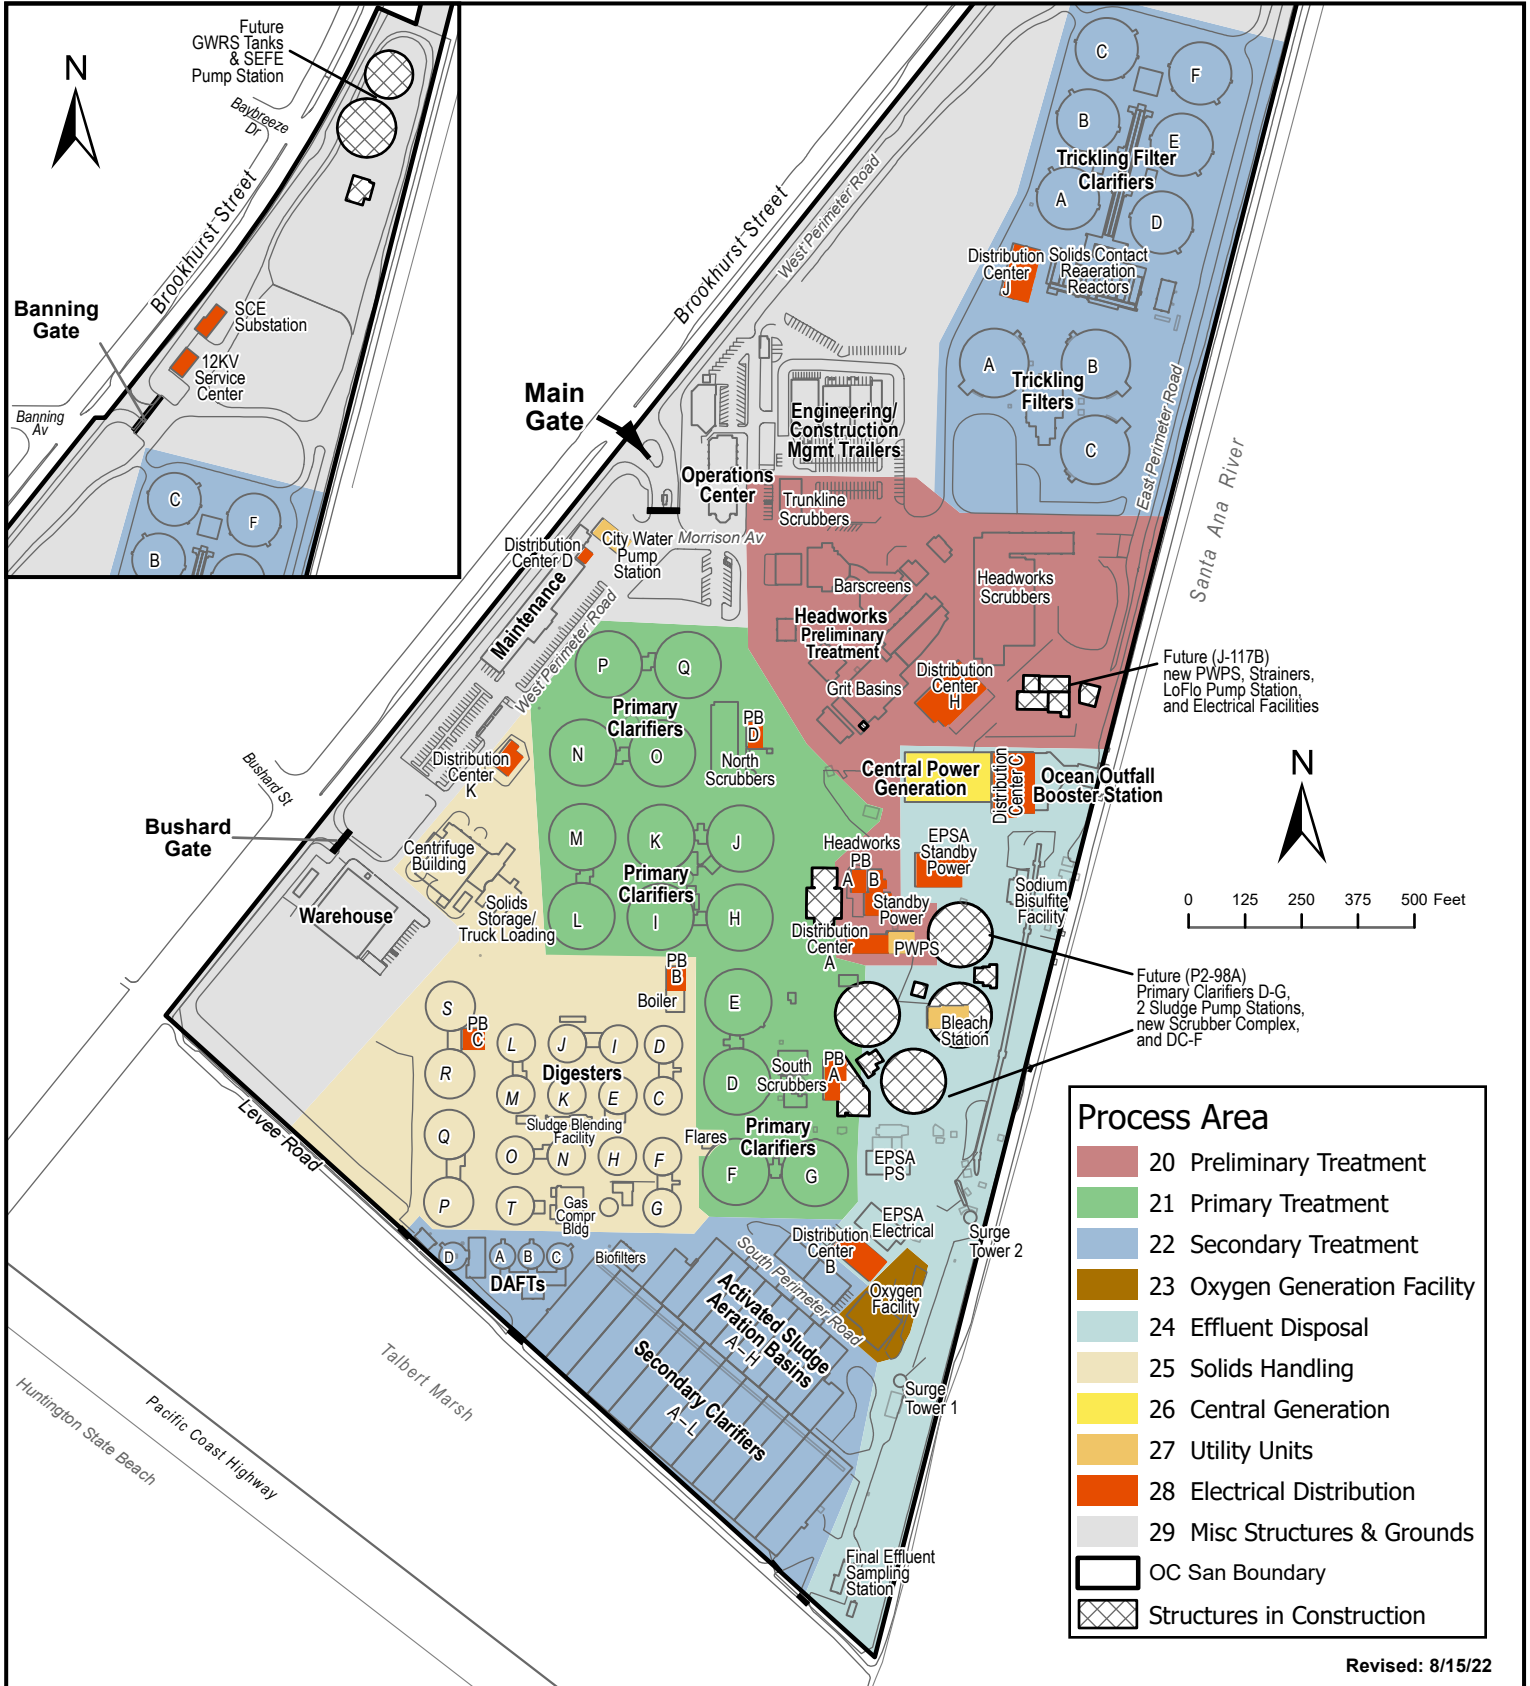 Future
GWRS Tanks
& SEFE
Pump Station
N
Baybreeze
Dr
Brookhurst Street
Banning
Gate
SCE
Substation
12KV
Service
Center
Banning
Av
C
F
B
C
F
B
E
Trickling Filter
Clarifiers
A
D
Distribution
Center
J
Solids Contact
Reaeration
Reactors
West Perimeter Road
Brookhurst Street
A
B
Trickling
Filters
C
East Perimeter Road
Santa Ana River
Main
Gate
Engineering/
Construction
Mgmt Trailers
Operations
Center
Trunkline
Scrubbers
City Water
Pump
Station
Morrison Av
Distribution
Center D
Maintenance
West Perimeter Road
Barscreens
Headworks
Scrubbers
Headworks
Preliminary
Treatment
Grit Basins
Distribution
Center
H
Future (J-117B)
new PWPS, Strainers,
LoFlo Pump Station,
and Electrical Facilities
P
Q
Primary
Clarifiers
PB
D
N
O
North
Scrubbers
Distribution
Center
K
Central Power
Generation
Distribution
Center C
Ocean Outfall
Booster Station
N
Bushard St
Bushard
Gate
Centrifuge
Building
M
K
J
Primary
Clarifiers
L
I
H
Headworks
PB
A
B
EPSA
Standby
Power
Standby
Power
Sodium
Bisulfite
Facility
0
125
250
375
500 Feet
Warehouse
Solids
Storage/
Truck Loading
Distribution
Center
A
PWPS
Future (P2-98A)
Primary Clarifiers D-G,
2 Sludge Pump Stations,
new Scrubber Complex,
and DC-F
PB
B
Boiler
E
Bleach
Station
S
PB
C
L
J
I
D
Digesters
R
M
K
E
C
Sludge Blending
Facility
D
South
Scrubbers
PB
A
Primary
Clarifiers
Flares
Q
O
N
H
F
F
G
EPSA
PS
P
T
Gas
Compr
Bldg
G
Levee Road
D
A
B
C
DAFTs
Biofilters
South Perimeter Road
Distribution
Center
B
EPSA
Electrical
Surge
Tower 2
Oxygen
Facility
Activated Sludge
Aeration Basins
A–H
Secondary Clarifiers
A–L
Surge
Tower 1
Final Effluent
Sampling
Station
Talbert Marsh
Pacific Coast Highway
Huntington State Beach
Process Area
20 Preliminary Treatment
21 Primary Treatment
22 Secondary Treatment
23 Oxygen Generation Facility
24 Effluent Disposal
25 Solids Handling
26 Central Generation
27 Utility Units
28 Electrical Distribution
29 Misc Structures & Grounds
OC San Boundary
Structures in Construction
Revised: 8/15/22